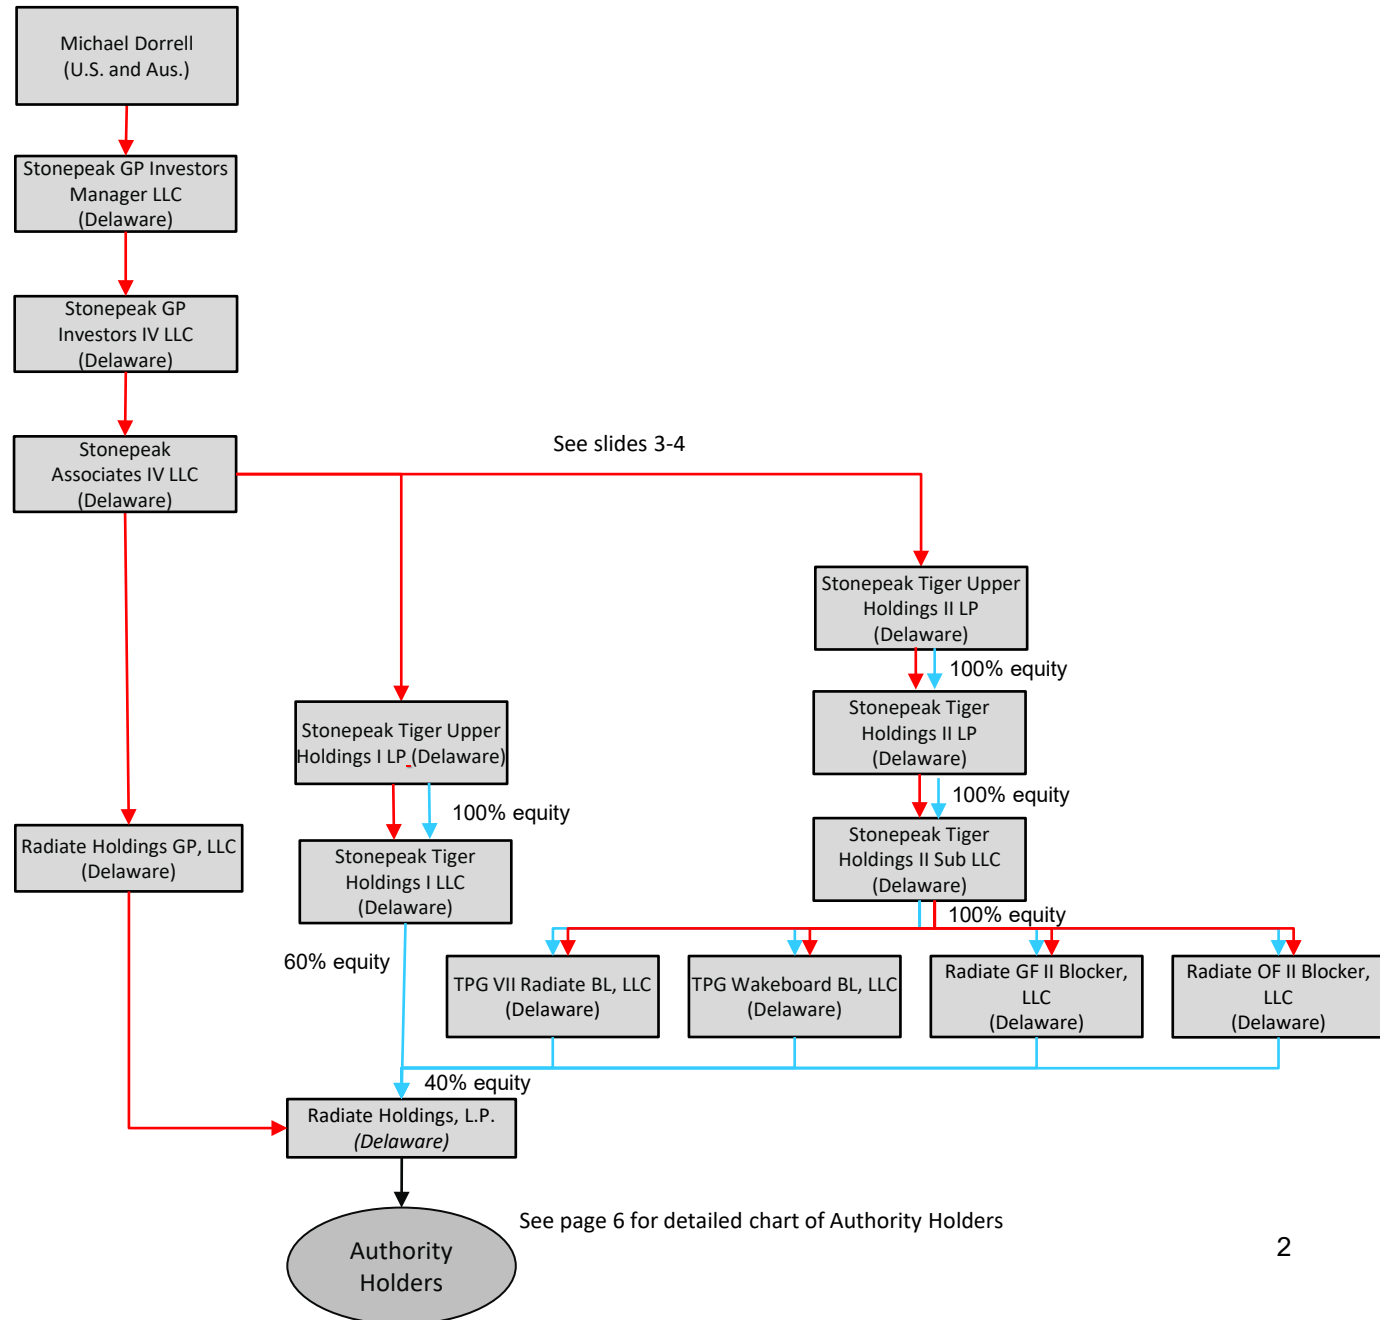 Michael Dorrell
(U.S. and Aus.)
Stonepeak GP Investors
Manager LLC
(Delaware)
Stonepeak GP
Investors IV LLC
(Delaware)
Stonepeak
Associates IV LLC
(Delaware)
See slides 3-4
Stonepeak Tiger Upper
Holdings II LP
(Delaware)
100% equity
Stonepeak Tiger
Holdings II LP
(Delaware)
100% equity
Stonepeak Tiger Upper
Holdings I LP (Delaware)
100% equity
Stonepeak Tiger
Holdings II Sub LLC
(Delaware)
Radiate Holdings GP, LLC
(Delaware)
Stonepeak Tiger
Holdings I LLC
(Delaware)
100% equity
60% equity
TPG VII Radiate BL, LLC
(Delaware)
TPG Wakeboard BL, LLC
(Delaware)
Radiate GF II Blocker,
LLC
(Delaware)
Radiate OF II Blocker,
LLC
(Delaware)
40% equity
Radiate Holdings, L.P.
(Delaware)
See page 6 for detailed chart of Authority Holders
Authority
Holders
2